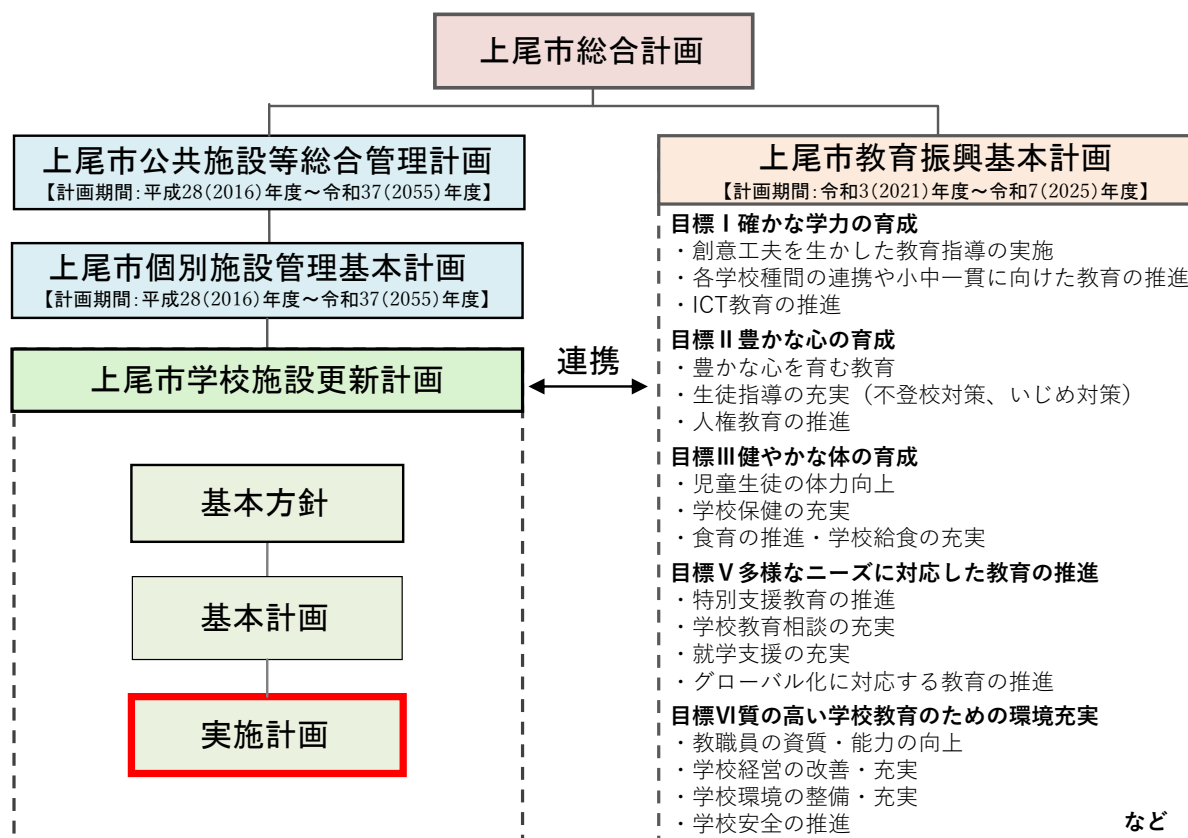 上尾市総合計画
上尾市公共施設等総合管理計画
【計画期間:平成28(2016)年度～令和37(2055)年度】
上尾市個別施設管理基本計画
【計画期間:平成28(2016)年度～令和37(2055)年度】
上尾市学校施設更新計画
基本方針
基本計画
実施計画
連携
上尾市教育振興基本計画
【計画期間:令和3(2021)年度～令和7(2025)年度】
目標Ⅰ確かな学力の育成
・創意工夫を生かした教育指導の実施
・各学校種間の連携や小中一貫に向けた教育の推進
・ICT教育の推進
目標Ⅱ豊かな心の育成
・豊かな心を育む教育
・生徒指導の充実（不登校対策、いじめ対策）
・人権教育の推進
目標Ⅲ健やかな体の育成
・児童生徒の体力向上
・学校保健の充実
・食育の推進・学校給食の充実
目標Ⅴ多様なニーズに対応した教育の推進
・特別支援教育の推進
・学校教育相談の充実
・就学支援の充実
・グローバル化に対応する教育の推進
目標Ⅵ質の高い学校教育のための環境充実
・教職員の資質・能力の向上
・学校経営の改善・充実
・学校環境の整備・充実
・学校安全の推進
など